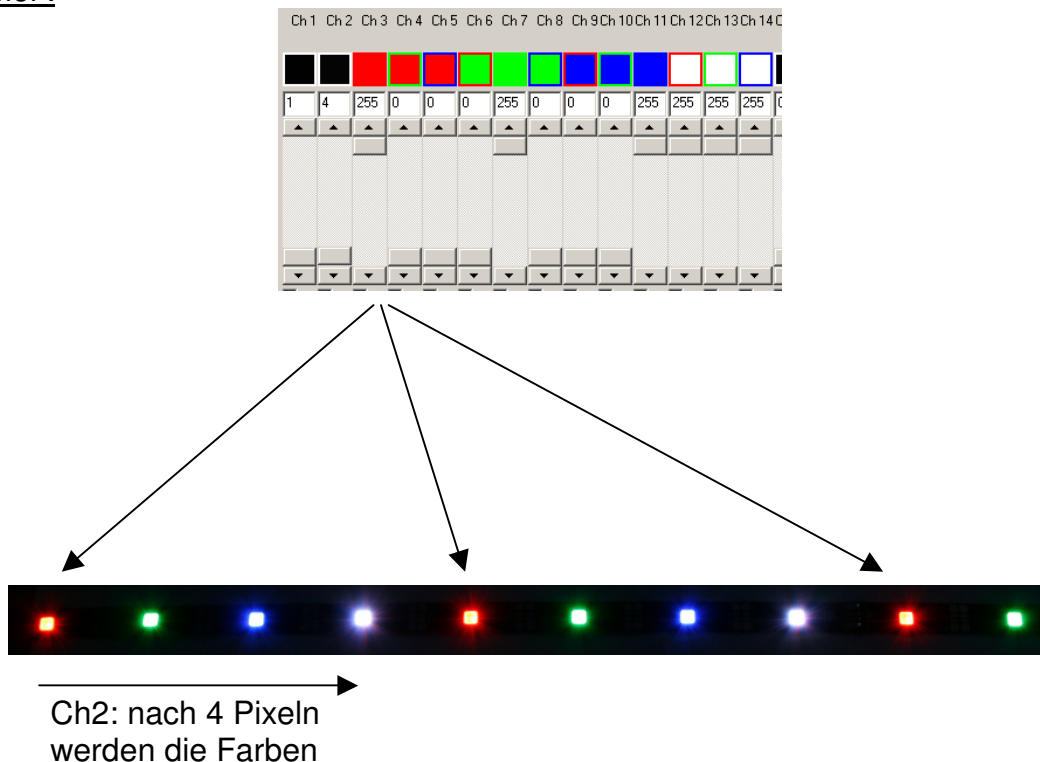 Ch 1 Ch 2 Ch 3 Ch 4 Ch 5 Ch 6 Ch 7 Ch 8 Ch 9 Ch 10 Ch 11 Ch 12 Ch 13 Ch 14
1 4 255 0 0 0 255 0 0 0 255 255 255 255
Ch2: nach 4 Pixeln
werden die Farben